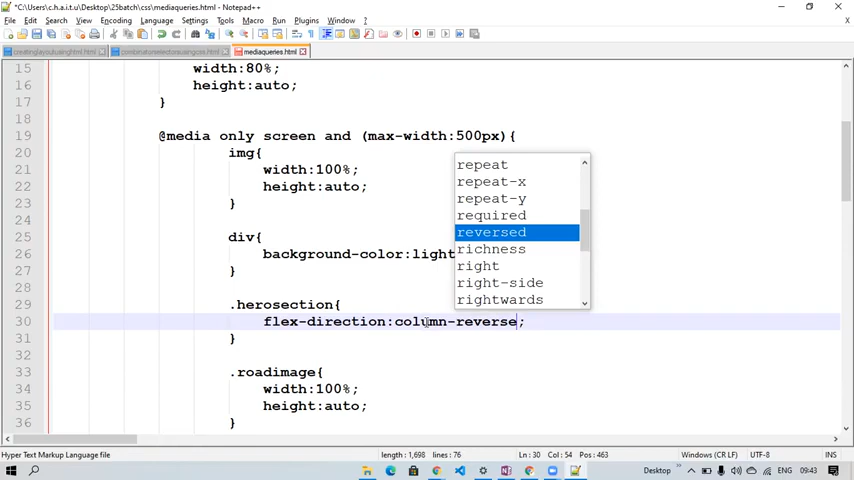 *C:\Users\c.h.a.i.t.u\Desktop\25batch\css\mediaqueries.html - Notepad++
File Edit Search View Encoding Language Settings Tools Macro Run Plugins Window ?
creatinglayoutusinghtml.html combinaturselectorsusingcss.html mediaqueries.html
15 width:80%;
16 height:auto;
17 }
18
19 @media only screen and (max-width:500px){
20 img{
21 width:100%;
22 height:auto;
23 }
24
25 div{
26 background-color:light
27 }
28
29 .herosection{
30 flex-direction:column-reverse;
31 }
32
33 .roadimage{
34 width:100%;
35 height:auto;
36 }
repeat
repeat-x
repeat-y
required
reversed
richness
right
right-side
rightwards
Hyper Text Markup Language file length : 1,698 lines : 76 Ln : 30 Col : 54 Pos : 463 Windows (CR LF) UTF-8 INS
Desktop ENG 09:43